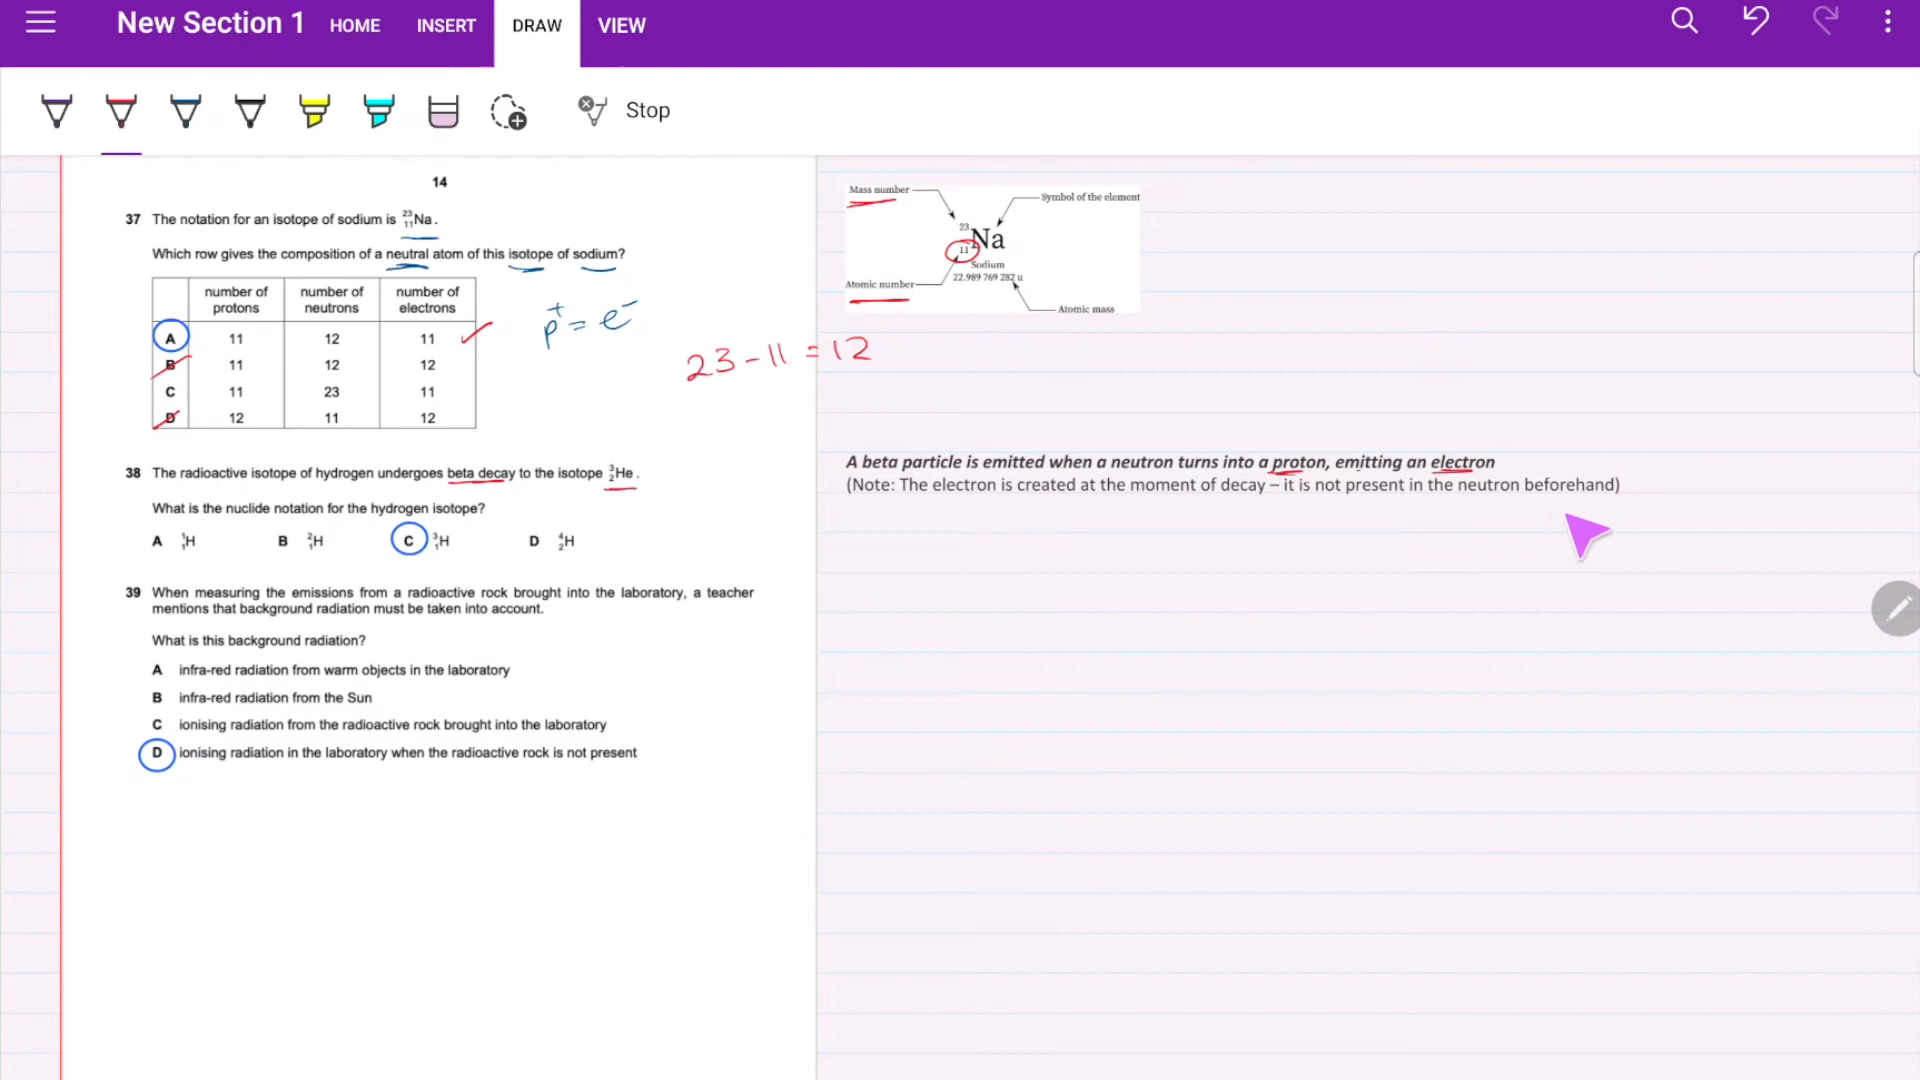 New Section 1 HOME INSERT DRAW VIEW
Stop
14
37 The notation for an isotope of sodium is ²³₁₁Na.
Which row gives the composition of a neutral atom of this isotope of sodium?
number of protons number of neutrons number of electrons
A 11 12 11
B 11 12 12
C 11 23 11
D 12 11 12
p⁺ = e⁻
23 - 11 = 12
38 The radioactive isotope of hydrogen undergoes beta decay to the isotope ³₂He.
What is the nuclide notation for the hydrogen isotope?
A ¹₁H B ²₁H C ³₁H D ⁴₂H
39 When measuring the emissions from a radioactive rock brought into the laboratory, a teacher
mentions that background radiation must be taken into account.
What is this background radiation?
A infra-red radiation from warm objects in the laboratory
B infra-red radiation from the Sun
C ionising radiation from the radioactive rock brought into the laboratory
D ionising radiation in the laboratory when the radioactive rock is not present
Mass number
Symbol of the element
23
Na
11
Sodium
22.989 769 282 u
Atomic number
Atomic mass
A beta particle is emitted when a neutron turns into a proton, emitting an electron
(Note: The electron is created at the moment of decay – it is not present in the neutron beforehand)